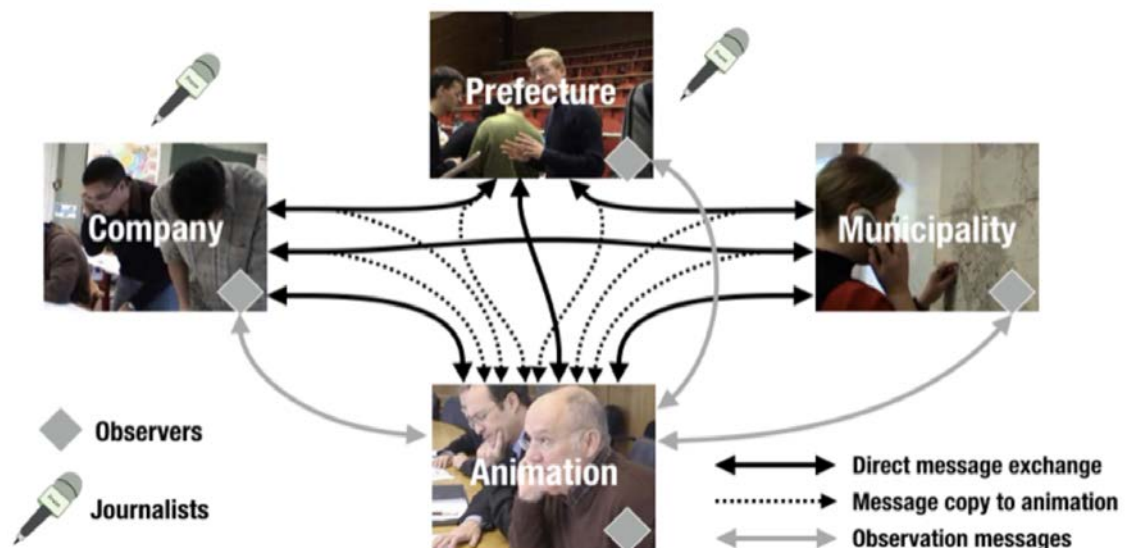 Prefecture
Company
Municipality
Animation
Observers
Journalists
Direct message exchange
Message copy to animation
Observation messages